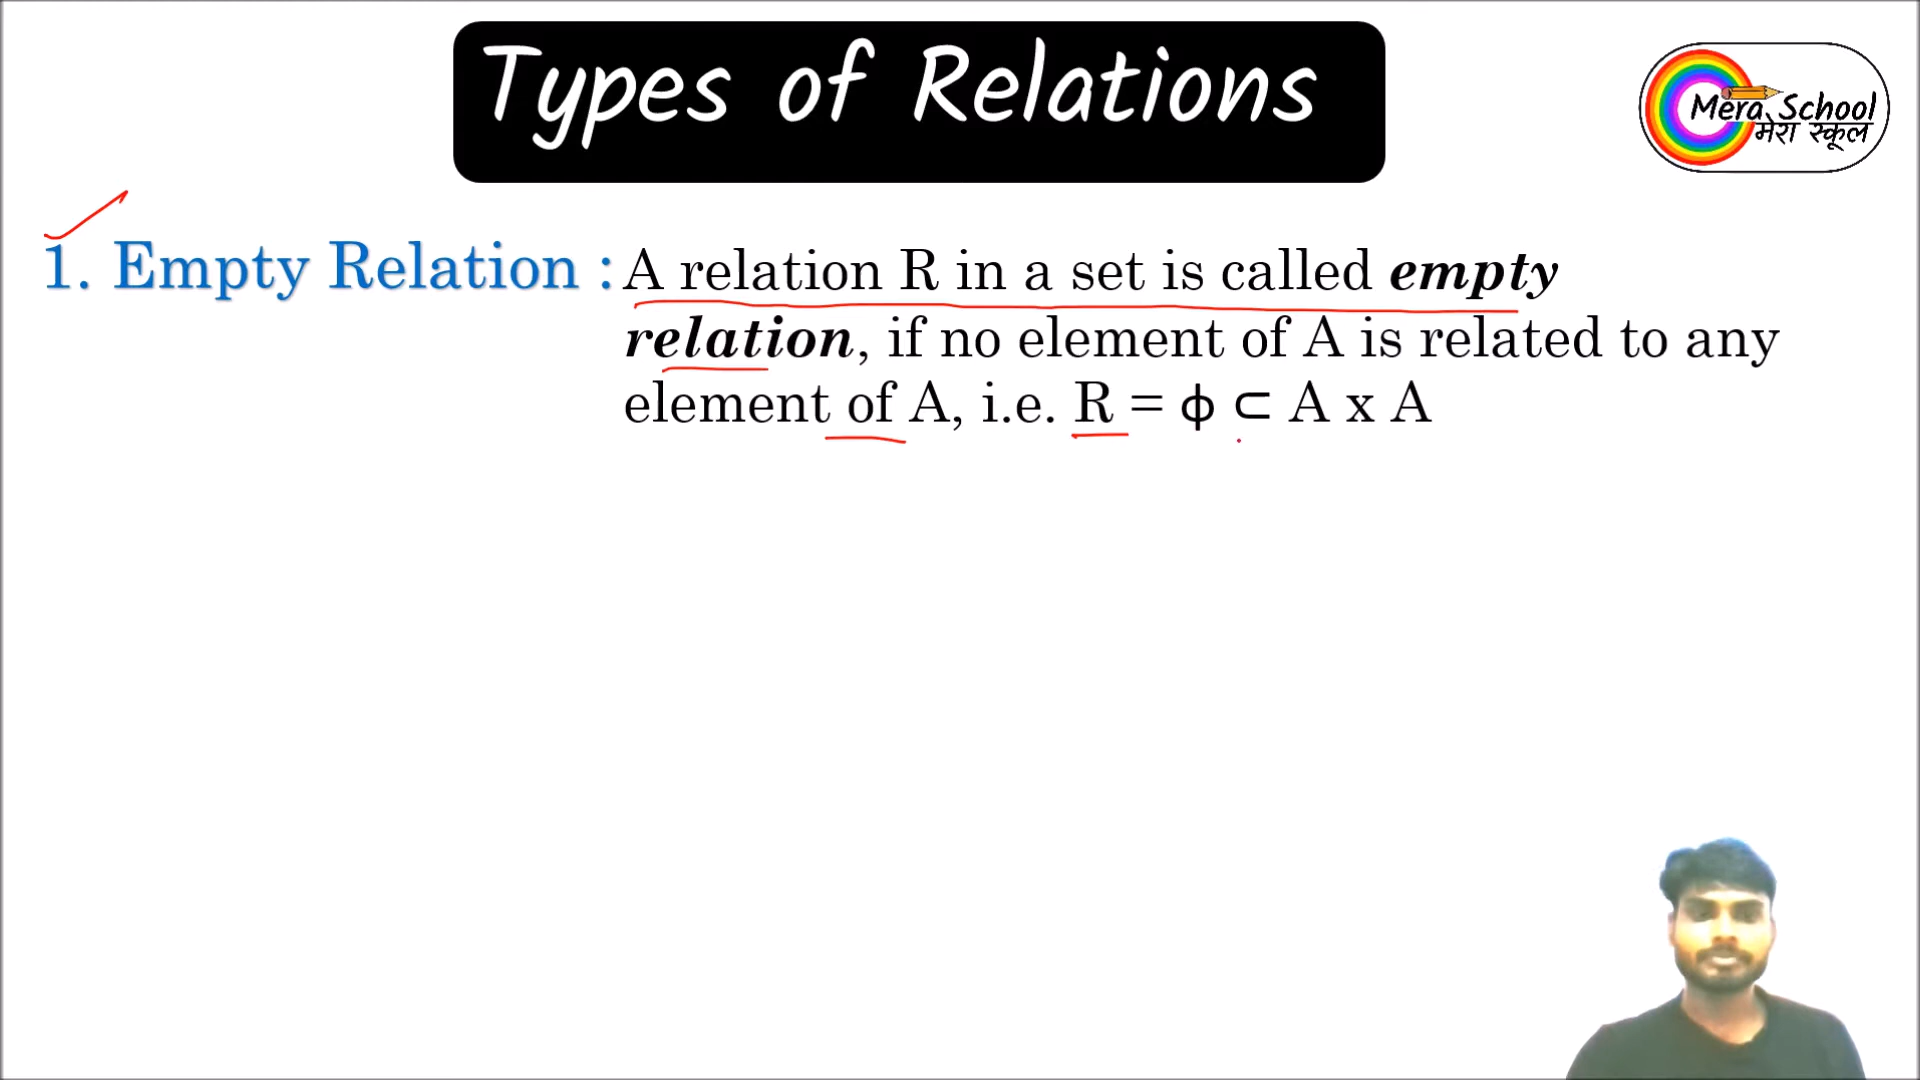 Types of Relations
Mera School
मेरा स्कूल
1. Empty Relation : A relation R in a set is called empty
relation, if no element of A is related to any
element of A, i.e. R = ϕ ⊂ A x A